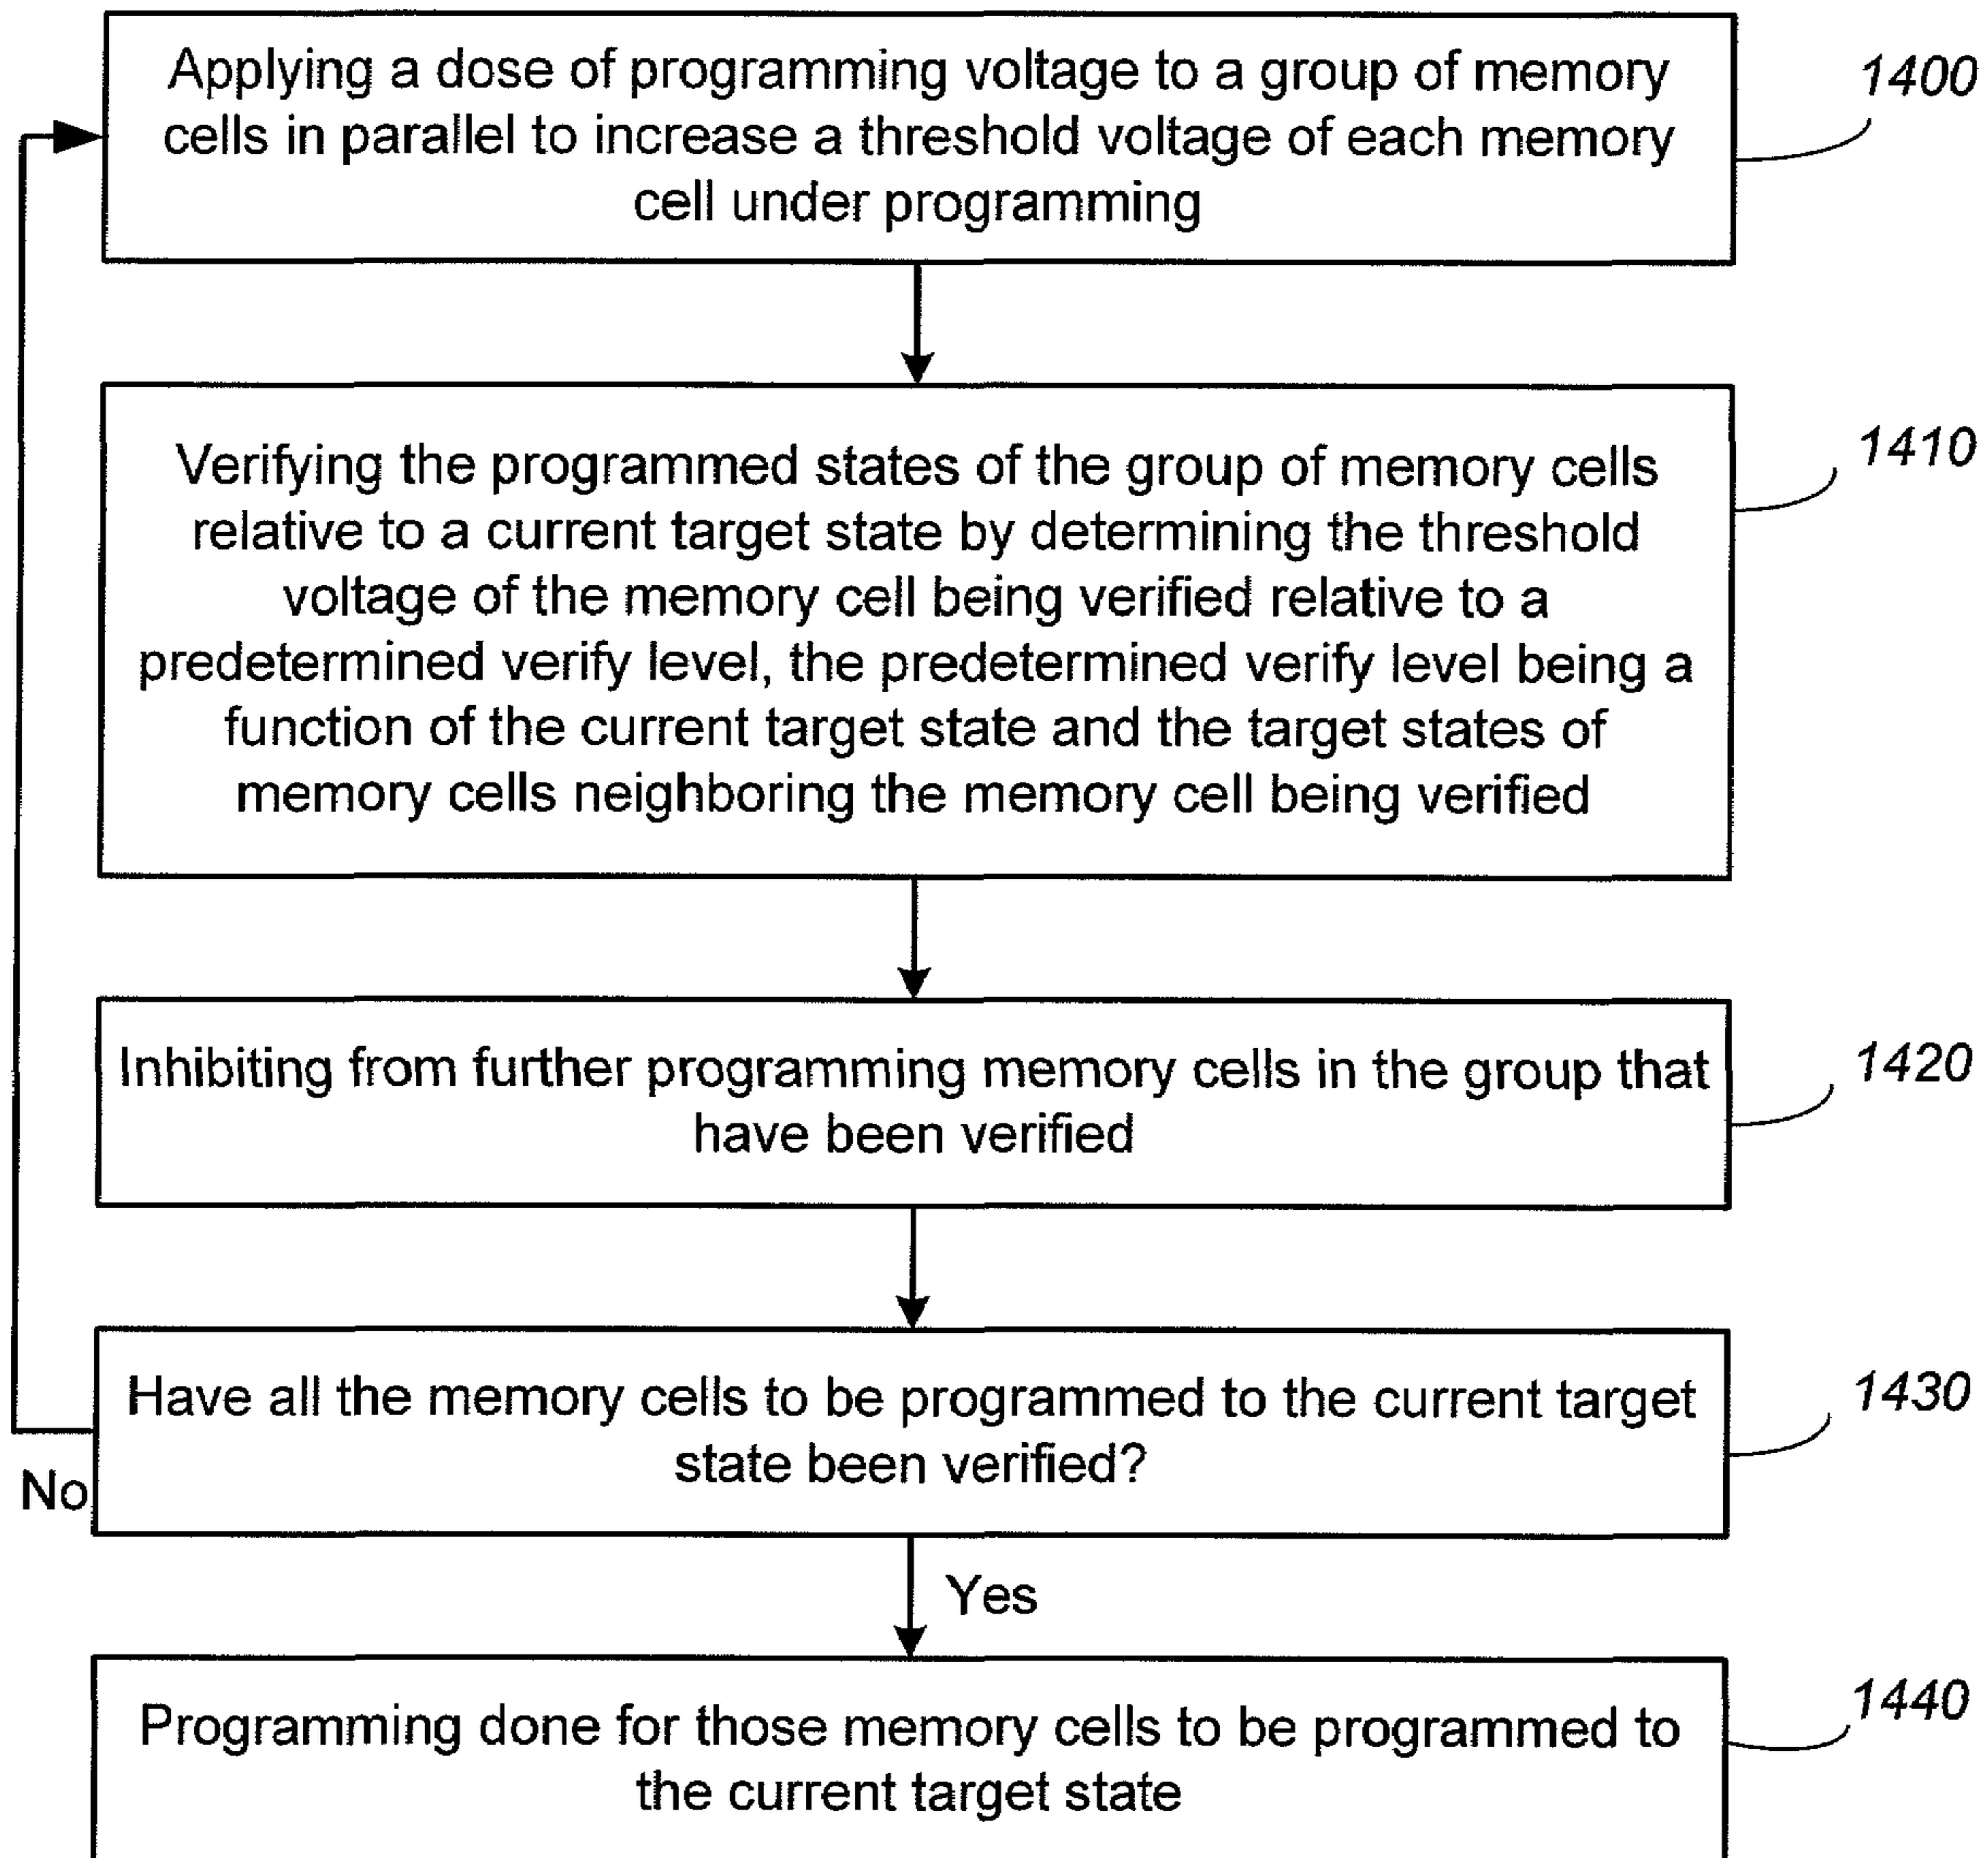 Applying a dose of programming voltage to a group of memory
cells in parallel to increase a threshold voltage of each memory
cell under programming
1400
Verifying the programmed states of the group of memory cells
relative to a current target state by determining the threshold
voltage of the memory cell being verified relative to a
predetermined verify level, the predetermined verify level being a
function of the current target state and the target states of
memory cells neighboring the memory cell being verified
1410
Inhibiting from further programming memory cells in the group that
have been verified
1420
Have all the memory cells to be programmed to the current target
state been verified?
1430
No
Yes
Programming done for those memory cells to be programmed to
the current target state
1440